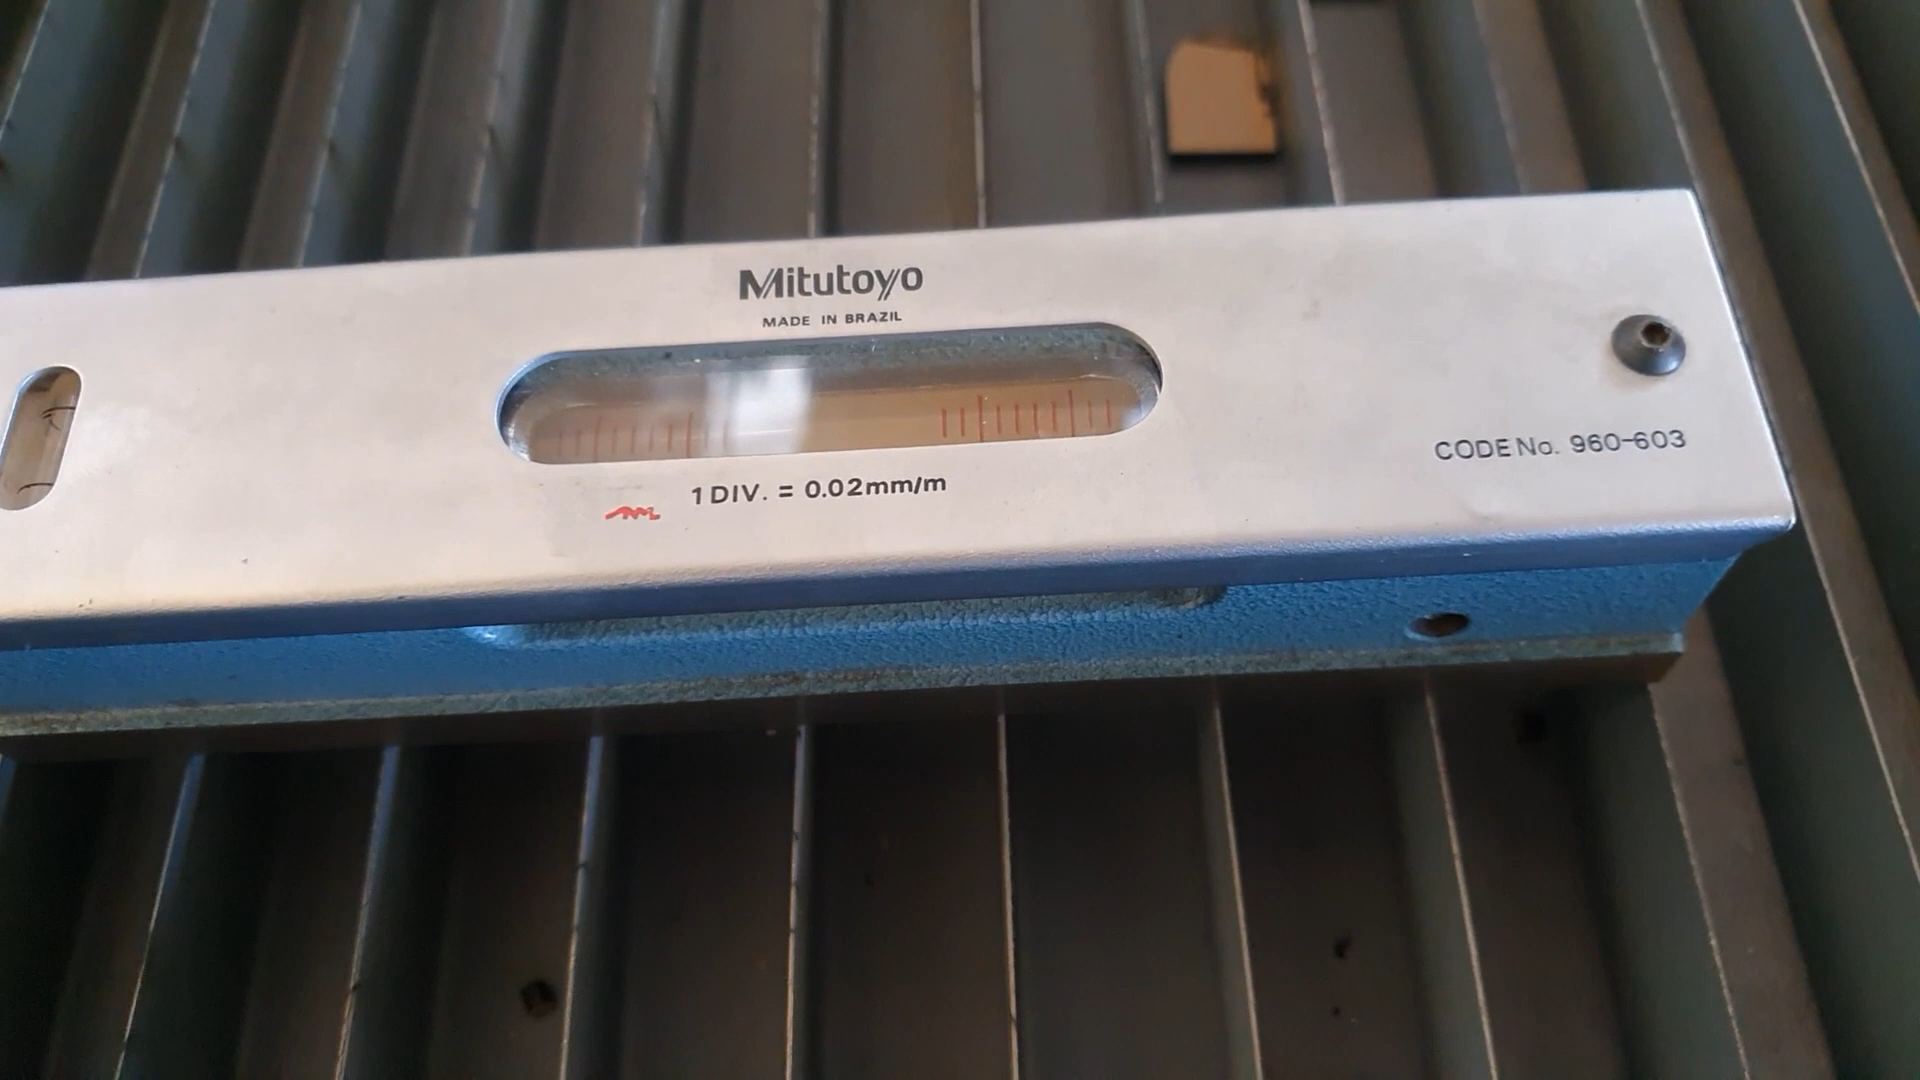 Mitutoyo
MADE IN BRAZIL
1 DIV. = 0.02mm/m
CODE No. 960-603